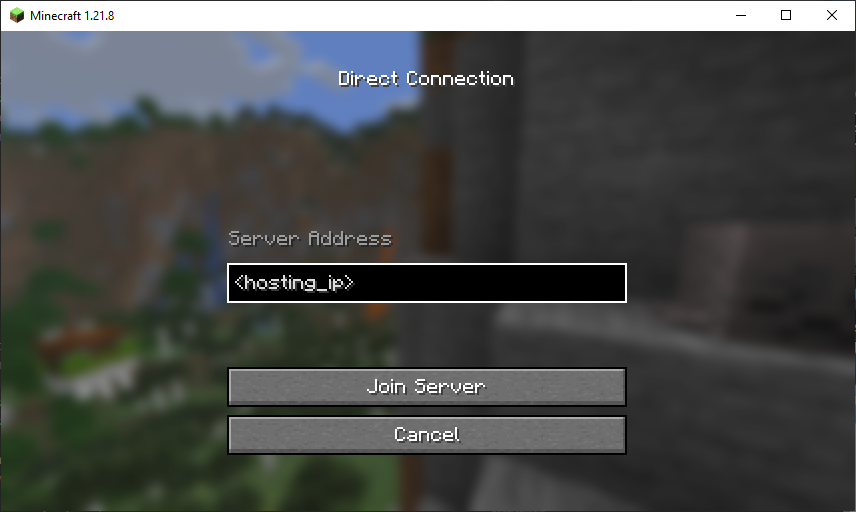 Minecraft 1.21.8
Direct Connection
Server Address
<hosting_ip>
Join Server
Cancel